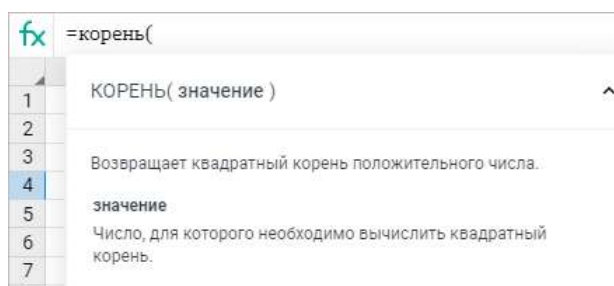 fx =корень(
КОРЕНЬ( значение )
1
2
3 Возвращает квадратный корень положительного числа.
4
5 значение
6 Число, для которого необходимо вычислить квадратный
7 корень.